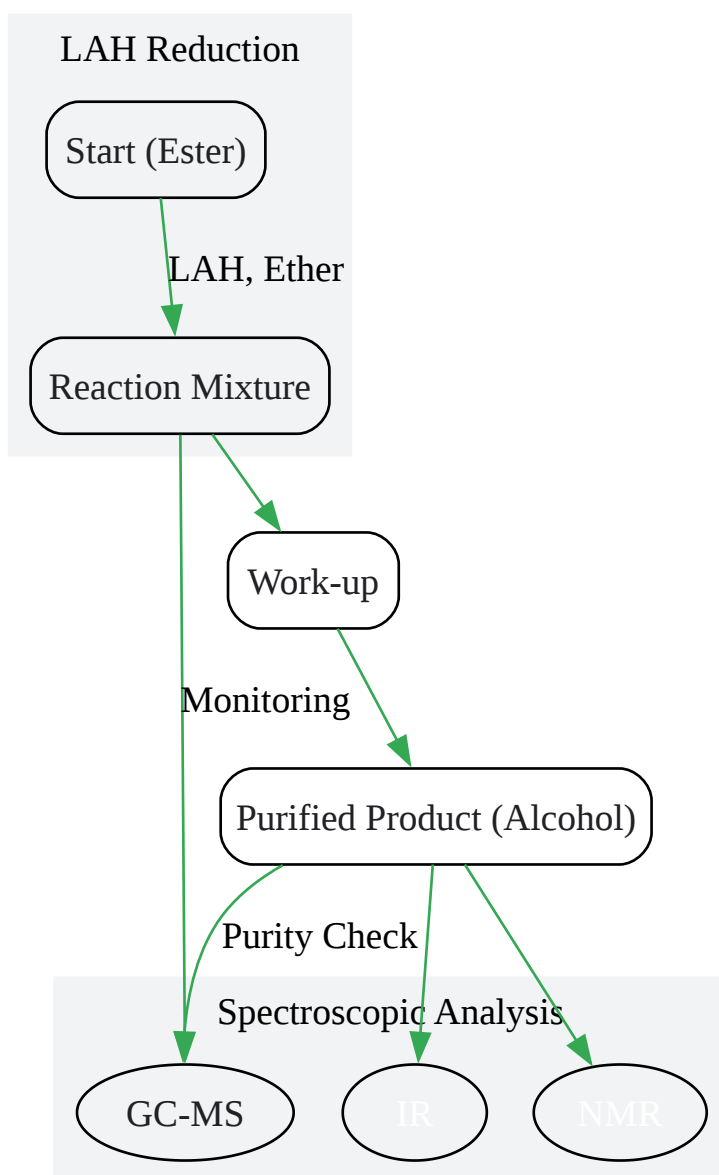 LAH Reduction
Start (Ester)
LAH, Ether
Reaction Mixture
Work-up
Monitoring
Purified Product (Alcohol)
Purity Check
Spectroscopic Analysis
GC-MS
IR
NMR